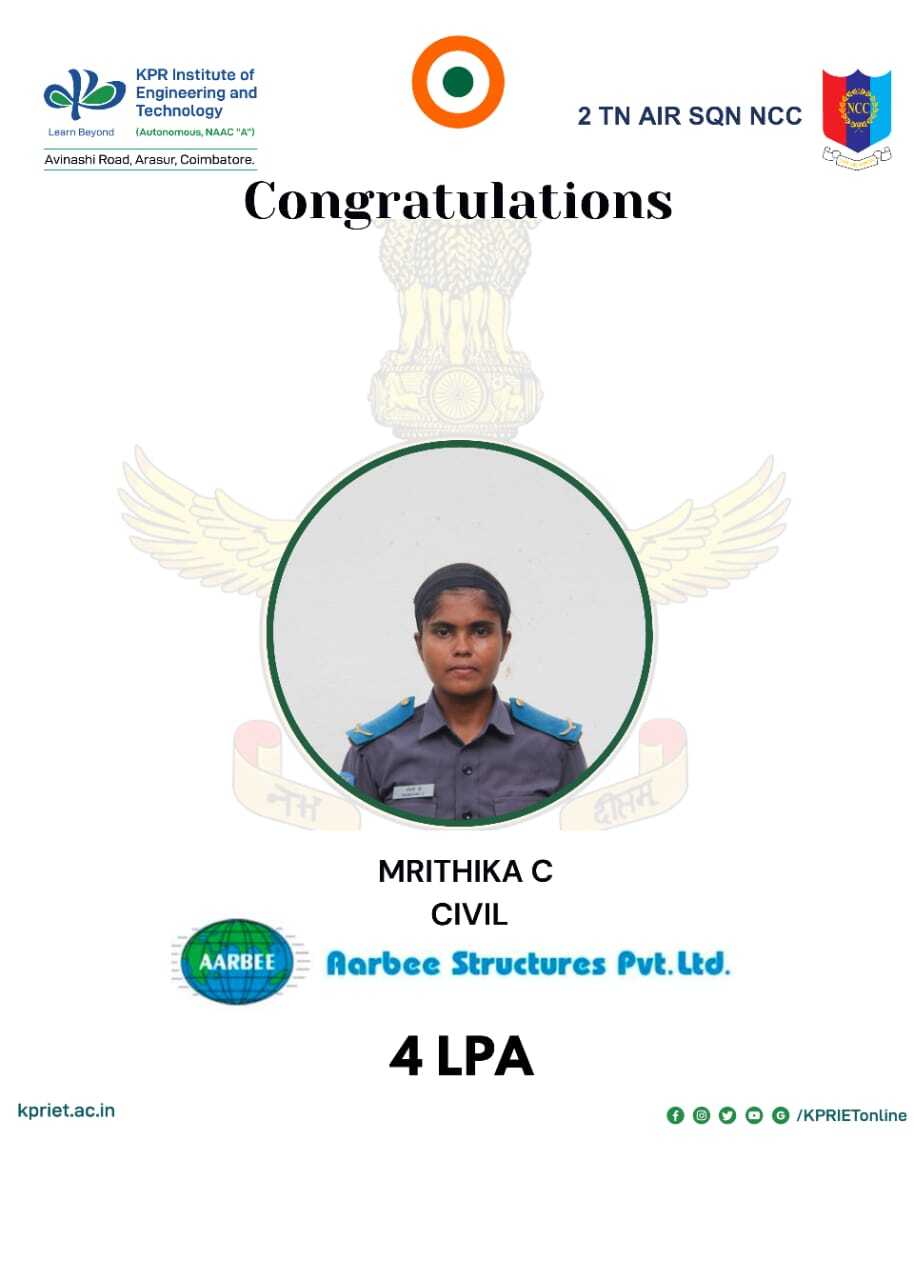 KPR Institute of
Engineering and
Technology
Learn Beyond
(Autonomous, NAAC "A")
Avinashi Road, Arasur, Coimbatore.
2 TN AIR SQN NCC
NCC
Congratulations
नभः
दीप्तम्
MRITHIKA C
CIVIL
AARBEE
Aarbee Structures Pvt. Ltd.
4 LPA
kpriet.ac.in
/KPRIETonline